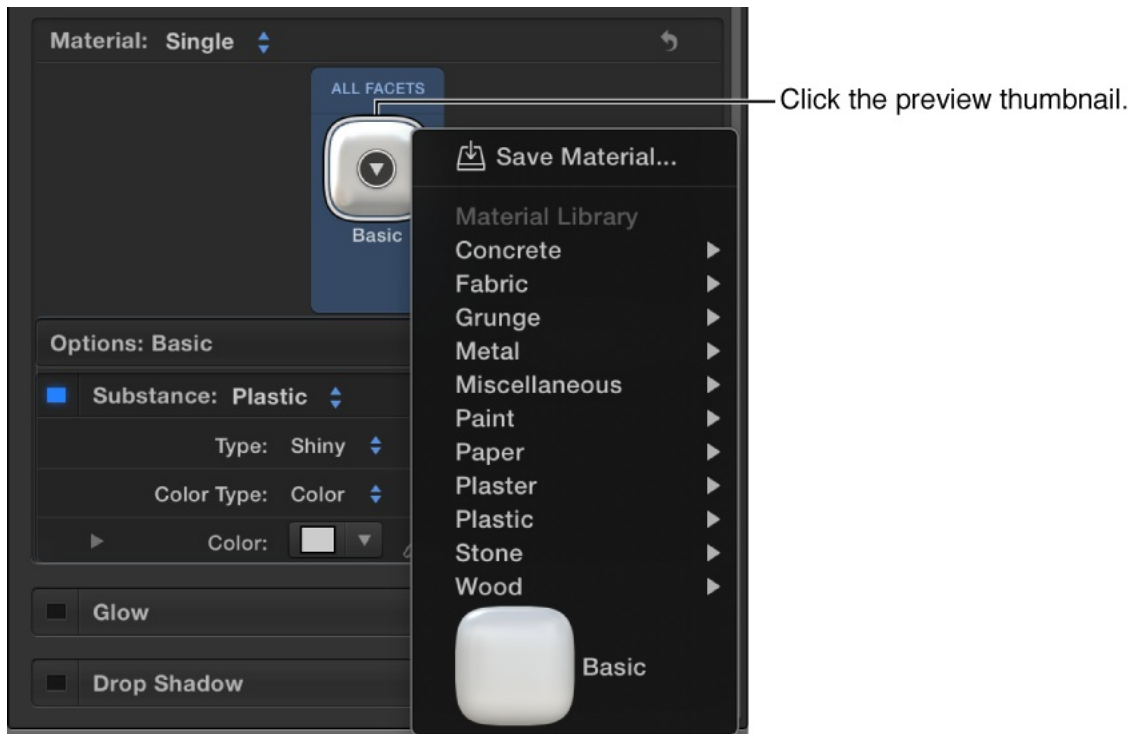 Material: Single
ALL FACETS
Click the preview thumbnail.
Basic
Save Material...
Material Library
Concrete
Fabric
Grunge
Metal
Miscellaneous
Paint
Paper
Plaster
Plastic
Stone
Wood
Basic
Options: Basic
Substance: Plastic
Type: Shiny
Color Type: Color
Color:
Glow
Drop Shadow